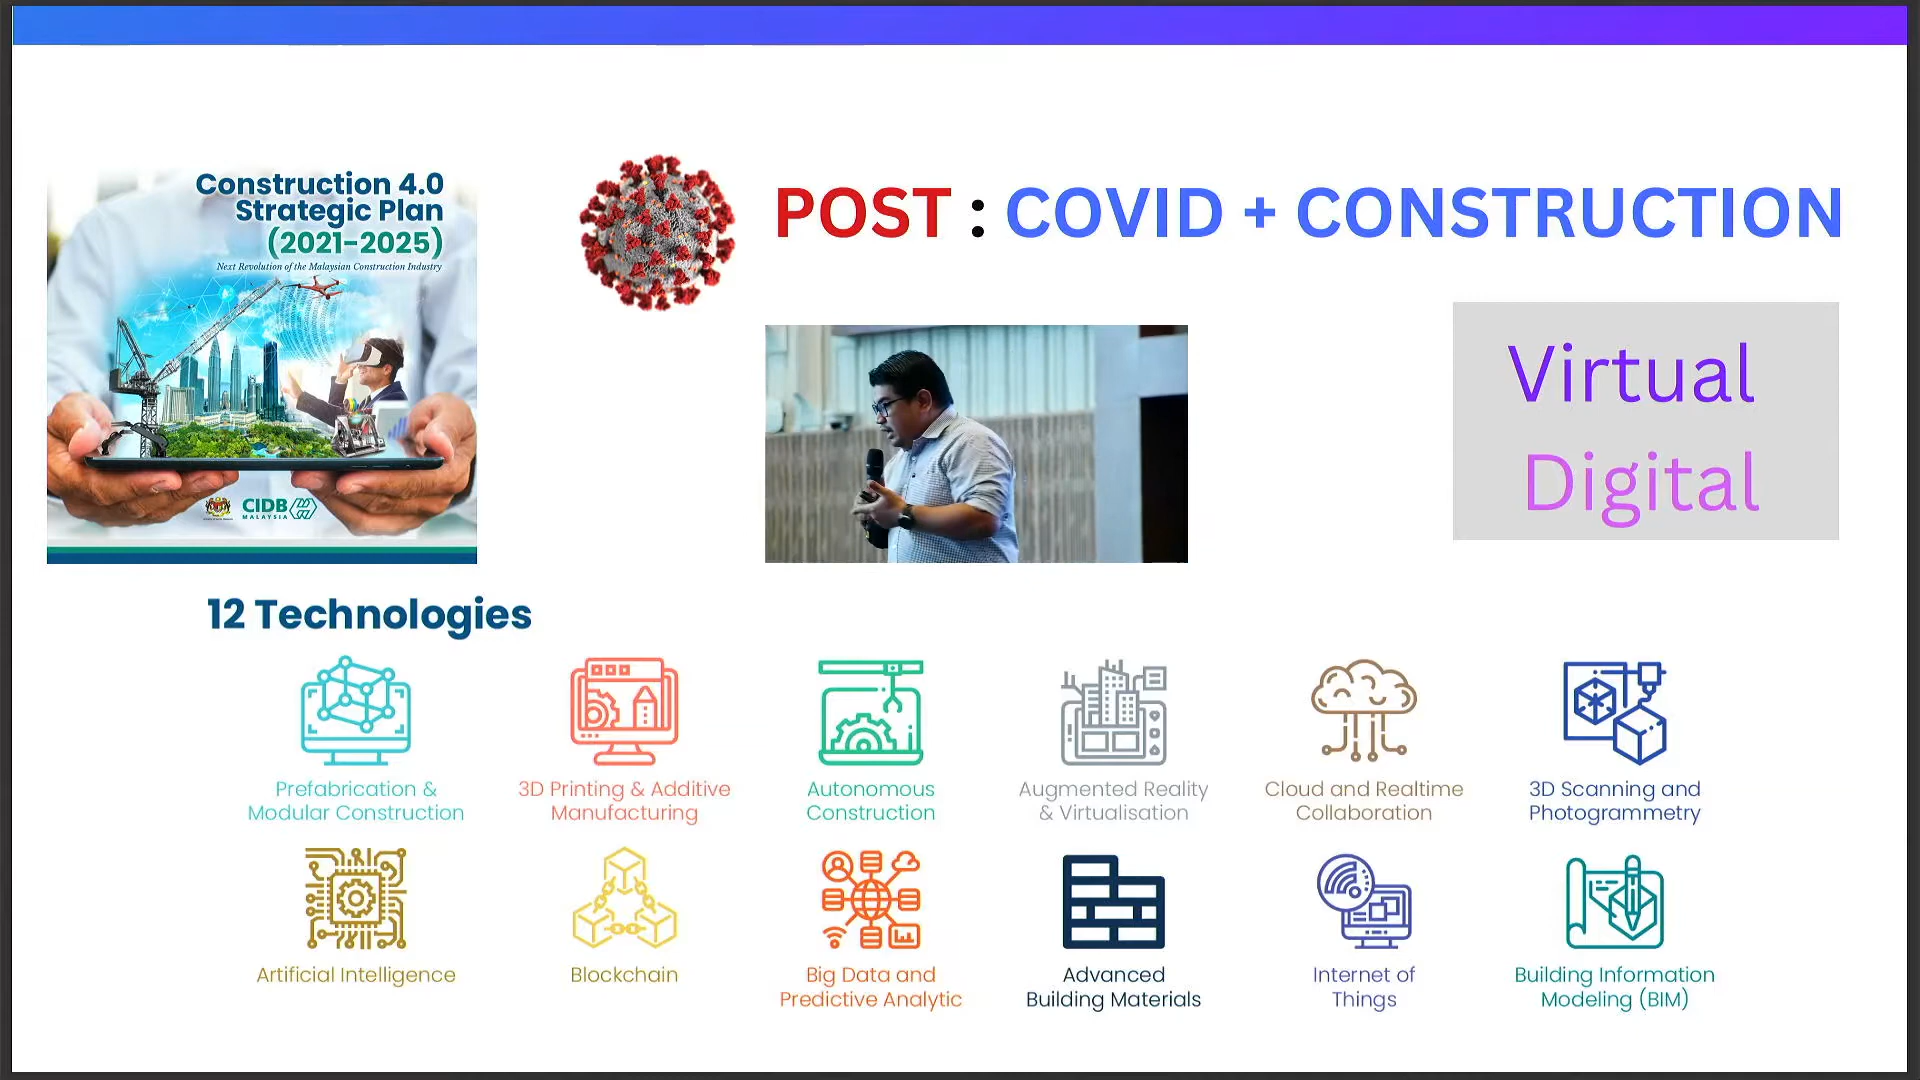 POST : COVID + CONSTRUCTION
Construction 4.0
Strategic Plan
(2021-2025)
Next Revolution of the Malaysian Construction Industry
CIDB
MALAYSIA
Virtual
Digital
12 Technologies
Prefabrication &
Modular Construction
3D Printing & Additive
Manufacturing
Autonomous
Construction
Augmented Reality
& Virtualisation
Cloud and Realtime
Collaboration
3D Scanning and
Photogrammetry
Artificial Intelligence
Blockchain
Big Data and
Predictive Analytic
Advanced
Building Materials
Internet of
Things
Building Information
Modeling (BIM)